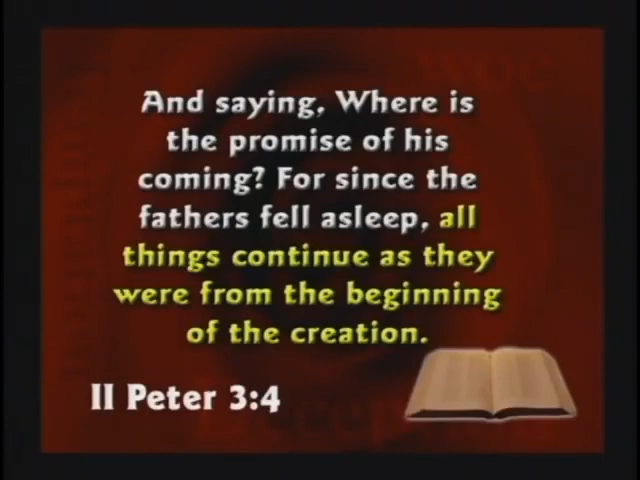 And saying, Where is
the promise of his
coming? For since the
fathers fell asleep, all
things continue as they
were from the beginning
of the creation.
II Peter 3:4
woe